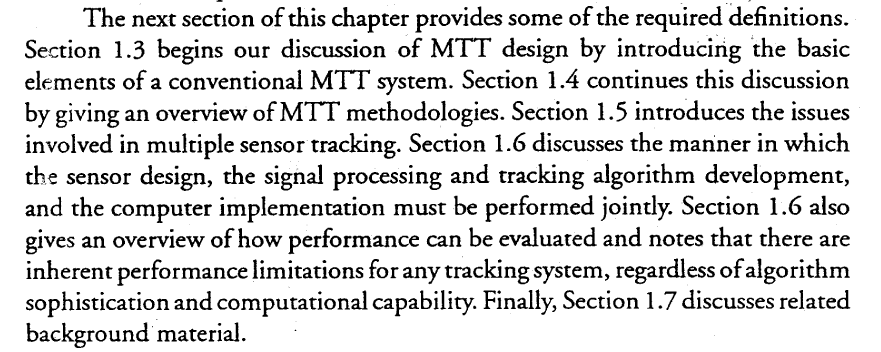 The next section of this chapter provides some of the required definitions.
Section 1.3 begins our discussion of MTT design by introducing the basic
elements of a conventional MTT system. Section 1.4 continues this discussion
by giving an overview of MTT methodologies. Section 1.5 introduces the issues
involved in multiple sensor tracking. Section 1.6 discusses the manner in which
the sensor design, the signal processing and tracking algorithm development,
and the computer implementation must be performed jointly. Section 1.6 also
gives an overview of how performance can be evaluated and notes that there are
inherent performance limitations for any tracking system, regardless of algorithm
sophistication and computational capability. Finally, Section 1.7 discusses related
background material.